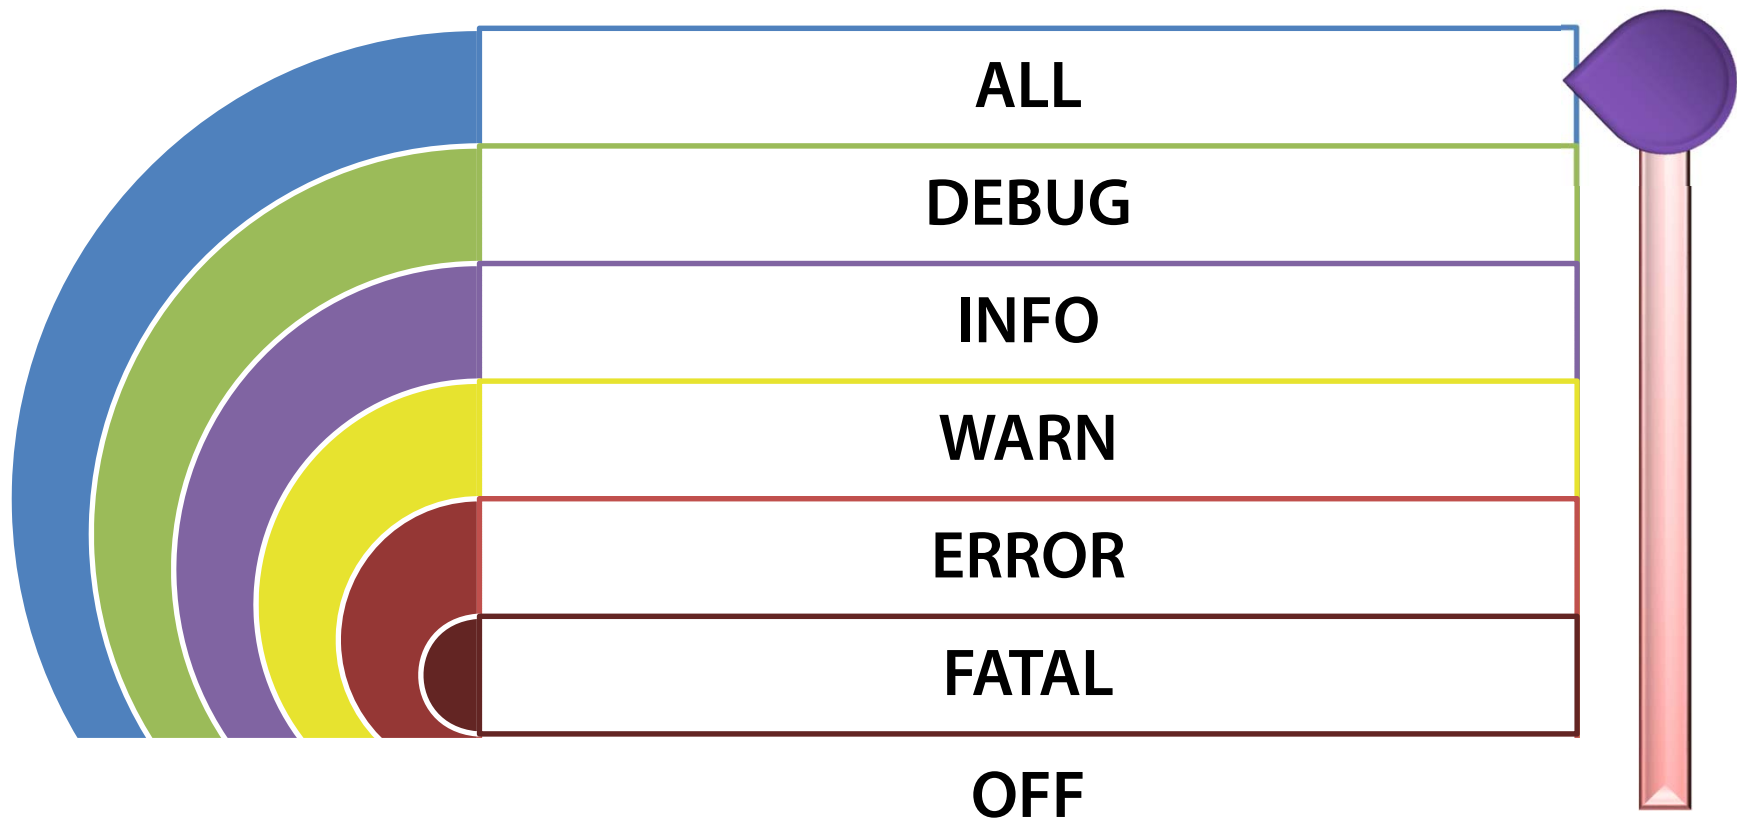 ALL
DEBUG
INFO
WARN
ERROR
FATAL
OFF